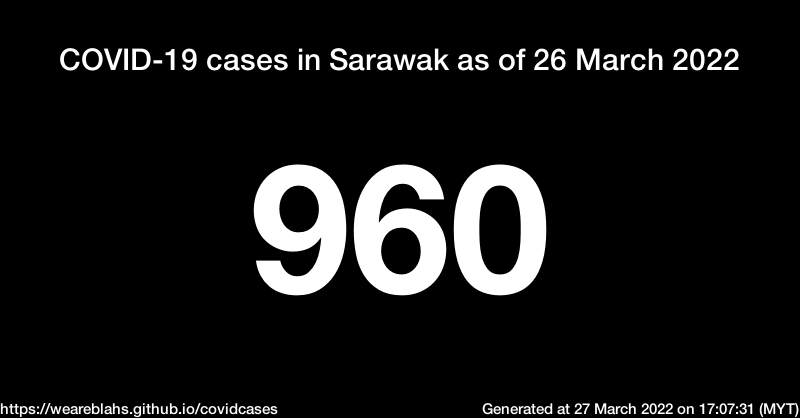 COVID-19 cases in Sarawak as of 26 March 2022
960
https://weareblahs.github.io/covidcases
Generated at 27 March 2022 on 17:07:31 (MYT)